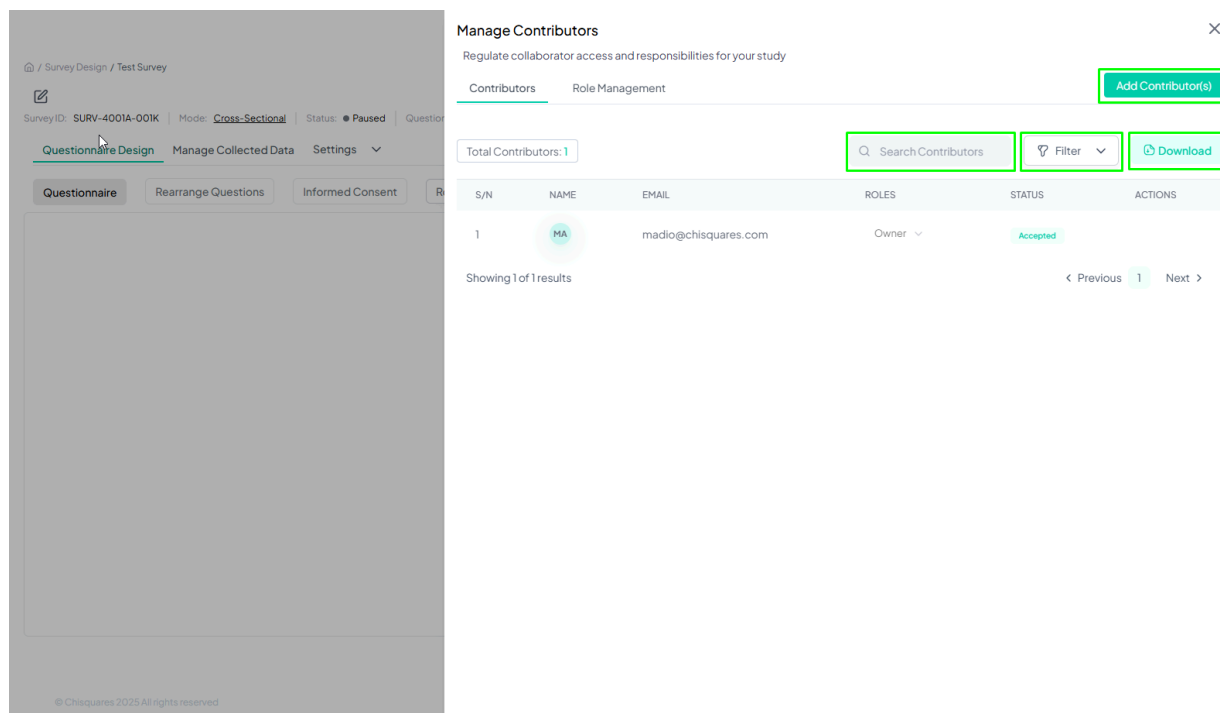 Manage Contributors
Regulate collaborator access and responsibilities for your study
/ Survey Design / Test Survey
Contributors Role Management Add Contributor(s)
Survey ID: SURV-4001A-001K Mode: Cross-Sectional Status: Paused Question
Questionnaire Design Manage Collected Data Settings
Total Contributors: 1 Search Contributors Filter Download
Questionnaire Rearrange Questions Informed Consent
S/N NAME EMAIL ROLES STATUS ACTIONS
1 MA madio@chisquares.com Owner Accepted
Showing 1 of 1 results Previous 1 Next
© Chisquares 2025 All rights reserved